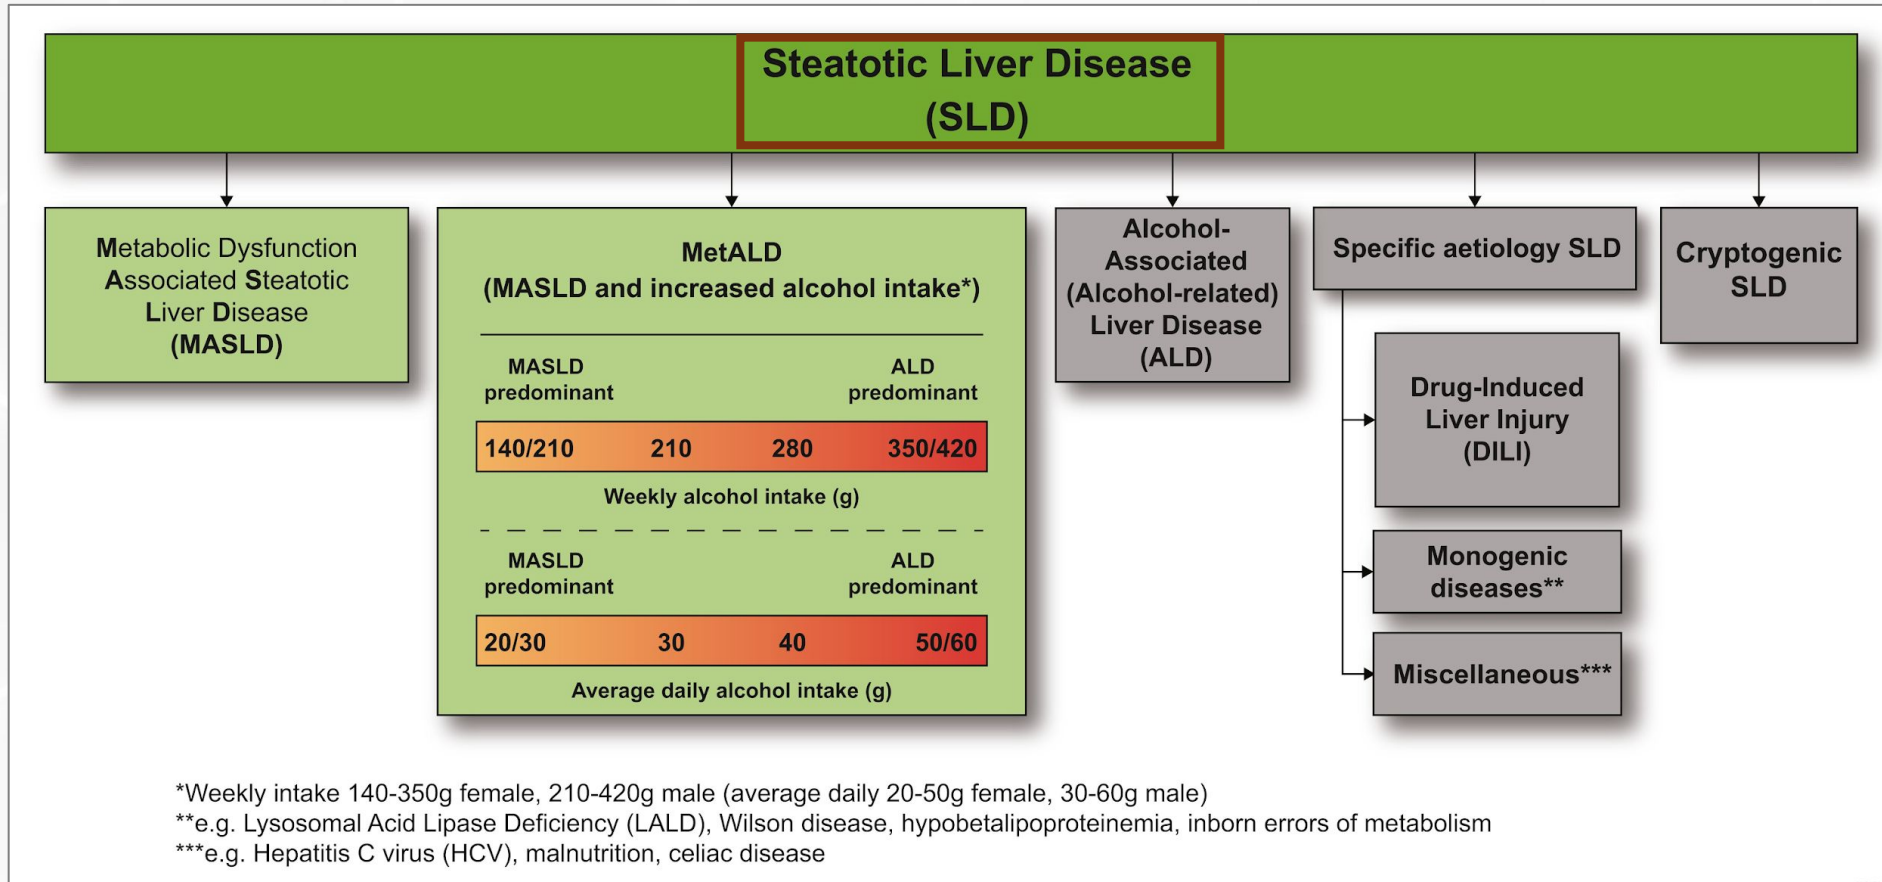 Steatotic Liver Disease
(SLD)
Metabolic Dysfunction
Associated Steatotic
Liver Disease
(MASLD)
MetALD
(MASLD and increased alcohol intake*)
MASLD
predominant
ALD
predominant
140/210 210 280 350/420
Weekly alcohol intake (g)
MASLD
predominant
ALD
predominant
20/30 30 40 50/60
Average daily alcohol intake (g)
Alcohol-
Associated
(Alcohol-related)
Liver Disease
(ALD)
Specific aetiology SLD
Drug-Induced
Liver Injury
(DILI)
Monogenic
diseases**
Miscellaneous***
Cryptogenic
SLD
*Weekly intake 140-350g female, 210-420g male (average daily 20-50g female, 30-60g male)
**e.g. Lysosomal Acid Lipase Deficiency (LALD), Wilson disease, hypobetalipoproteinemia, inborn errors of metabolism
***e.g. Hepatitis C virus (HCV), malnutrition, celiac disease